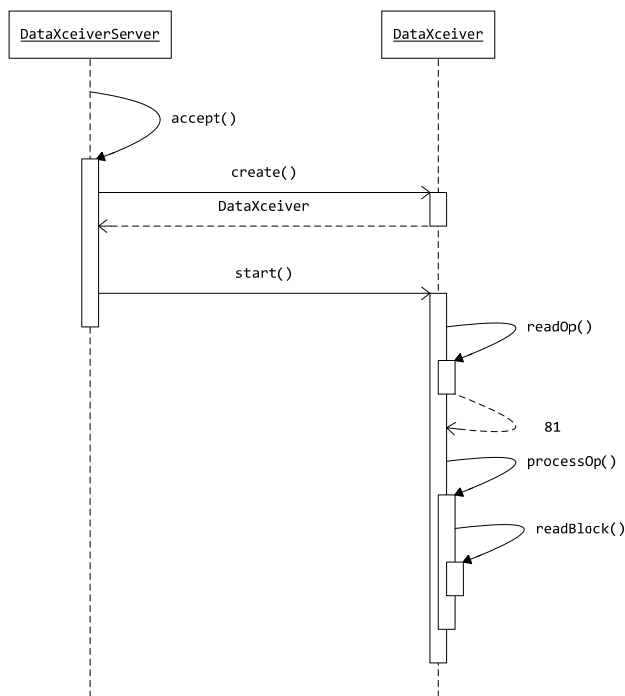 DataXceiverServer
DataXceiver
accept()
create()
DataXceiver
start()
readOp()
81
processOp()
readBlock()